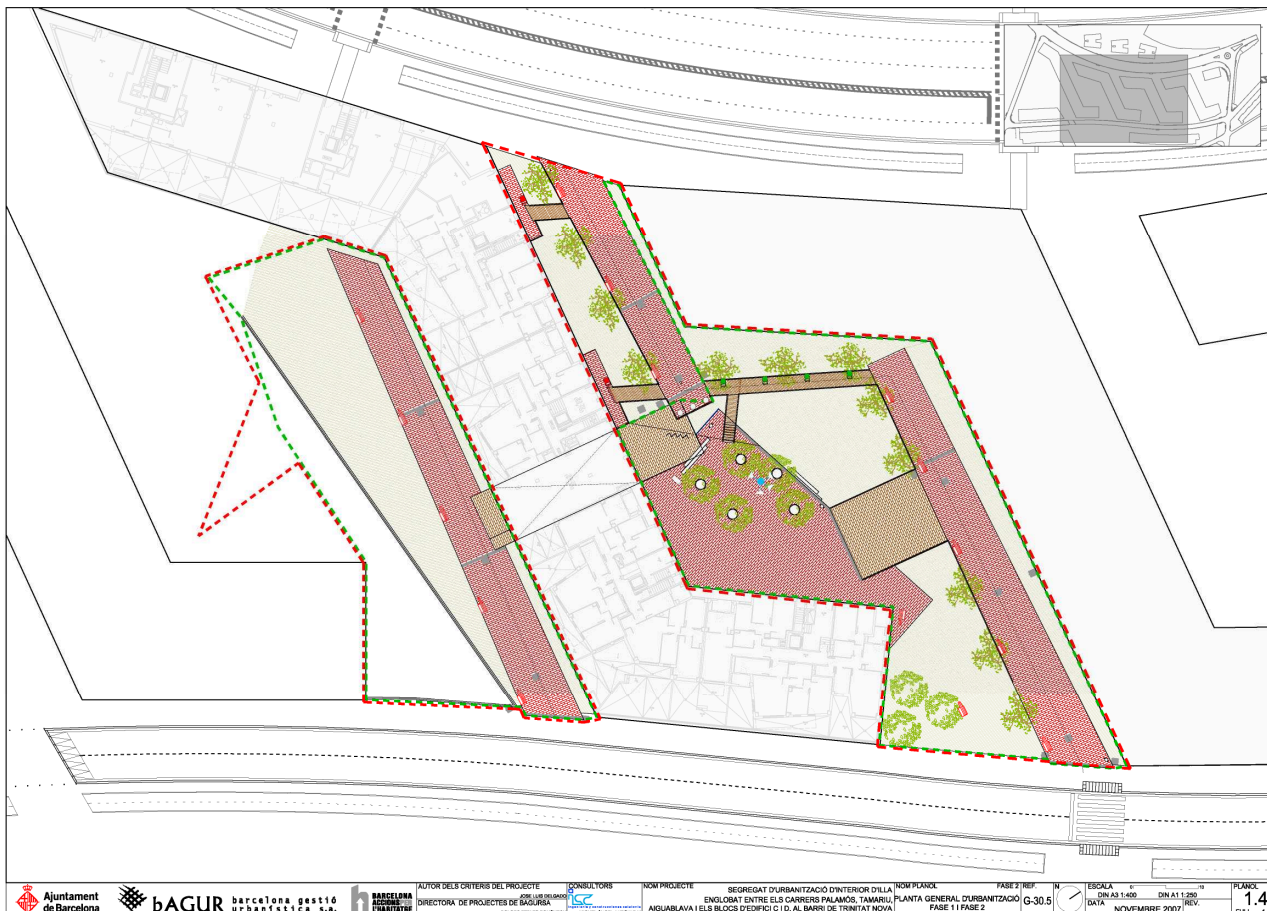 Ajuntament
de Barcelona
bAGUR
barcelona gestió
urbanística s.a.
BARCELONA
ACCIONS
L'HABITATGE
AUTOR DELS CRITERIS DEL PROJECTE
JOSE LUIS DELGADO
DIRECTORA DE PROJECTES DE BAGURSA
CONSULTORS
NOM PROJECTE
SEGREGAT D'URBANITZACIÓ D'INTERIOR D'ILLA
ENGLOBAT ENTRE ELS CARRERS PALAMÓS, TAMARIU,
AIGUABLAVA I ELS BLOCS D'EDIFICI C I D, AL BARRI DE TRINITAT NOVA
NOM PLANOL
FASE 2
PLANTA GENERAL D'URBANITZACIÓ
FASE 1 I FASE 2
REF.
G-30.5
N
ESCALA
0
10
DIN A3 1:400
DIN A1 1:250
DATA
REV.
NOVEMBRE 2007
PLÀNOL
1.4